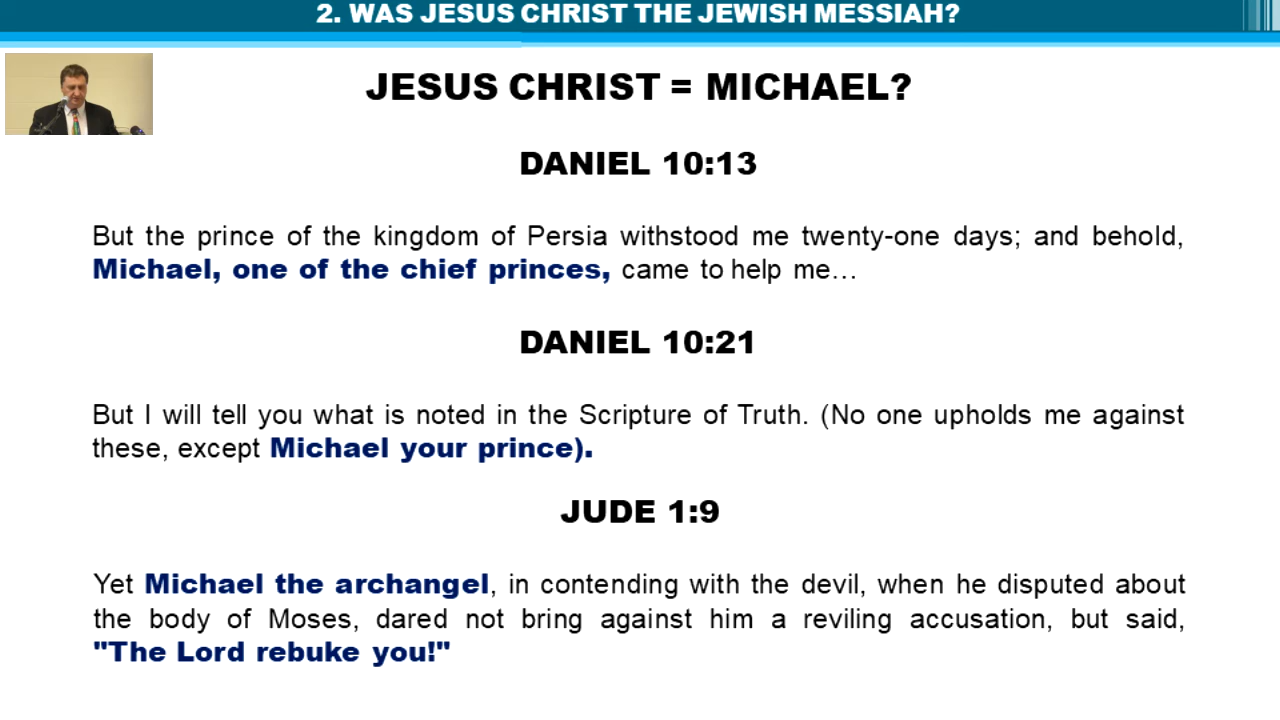 2. WAS JESUS CHRIST THE JEWISH MESSIAH?
JESUS CHRIST = MICHAEL?
DANIEL 10:13
But the prince of the kingdom of Persia withstood me twenty-one days; and behold,
Michael, one of the chief princes, came to help me…
DANIEL 10:21
But I will tell you what is noted in the Scripture of Truth. (No one upholds me against
these, except Michael your prince).
JUDE 1:9
Yet Michael the archangel, in contending with the devil, when he disputed about
the body of Moses, dared not bring against him a reviling accusation, but said,
"The Lord rebuke you!"